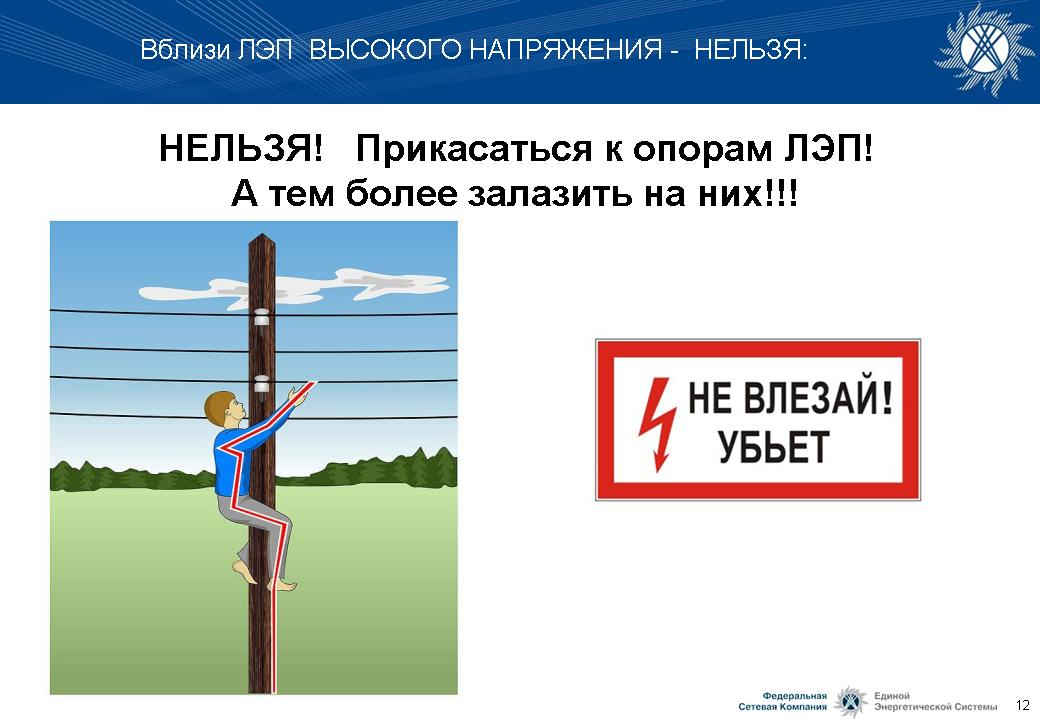 Вблизи ЛЭП ВЫСОКОГО НАПРЯЖЕНИЯ - НЕЛЬЗЯ:
НЕЛЬЗЯ! Прикасаться к опорам ЛЭП!
А тем более залазить на них!!!
НЕ ВЛЕЗАЙ!
УБЬЕТ
Федеральная
Сетевая Компания
Единой
Энергетической Системы
12